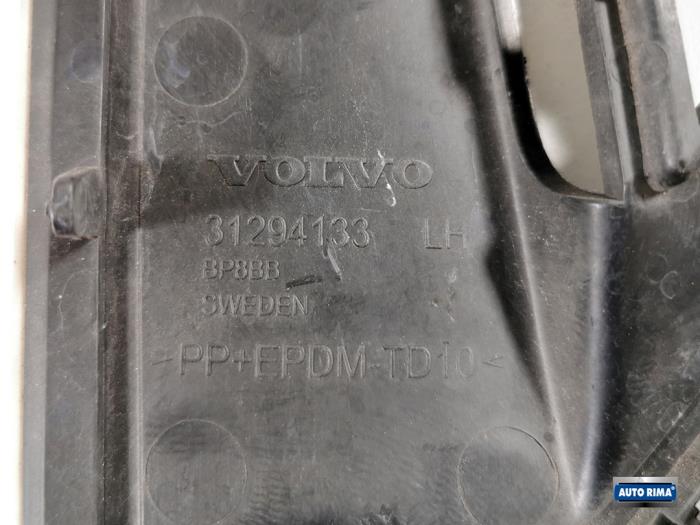 VOLVO
31294133 LH
BP8BB
SWEDEN
>PP+EPDM-TD10<
AUTO RIMA